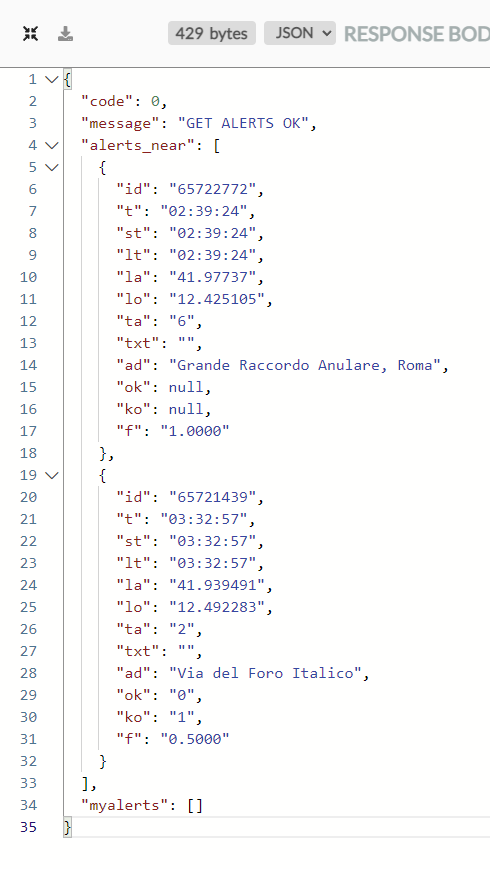 429 bytes JSON RESPONSE BOD
1 {
2 "code": 0,
3 "message": "GET ALERTS OK",
4 "alerts_near": [
5 {
6 "id": "65722772",
7 "t": "02:39:24",
8 "st": "02:39:24",
9 "lt": "02:39:24",
10 "la": "41.97737",
11 "lo": "12.425105",
12 "ta": "6",
13 "txt": "",
14 "ad": "Grande Raccordo Anulare, Roma",
15 "ok": null,
16 "ko": null,
17 "f": "1.0000"
18 },
19 {
20 "id": "65721439",
21 "t": "03:32:57",
22 "st": "03:32:57",
23 "lt": "03:32:57",
24 "la": "41.939491",
25 "lo": "12.492283",
26 "ta": "2",
27 "txt": "",
28 "ad": "Via del Foro Italico",
29 "ok": "0",
30 "ko": "1",
31 "f": "0.5000"
32 }
33 ],
34 "myalerts": []
35 }